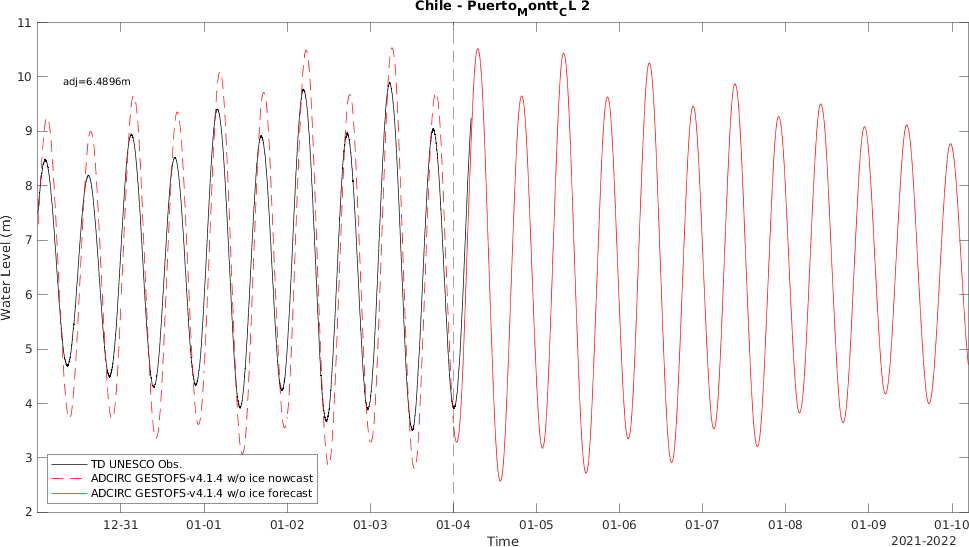 Chile - PuertoMonttCL 2
adj=6.4896m
11
10
9
8
7
6
5
4
3
2
Water Level (m)
TD UNESCO Obs.
ADCIRC GESTOFS-v4.1.4 w/o ice nowcast
ADCIRC GESTOFS-v4.1.4 w/o ice forecast
12-31 01-01 01-02 01-03 01-04 01-05 01-06 01-07 01-08 01-09 01-10
Time
2021-2022